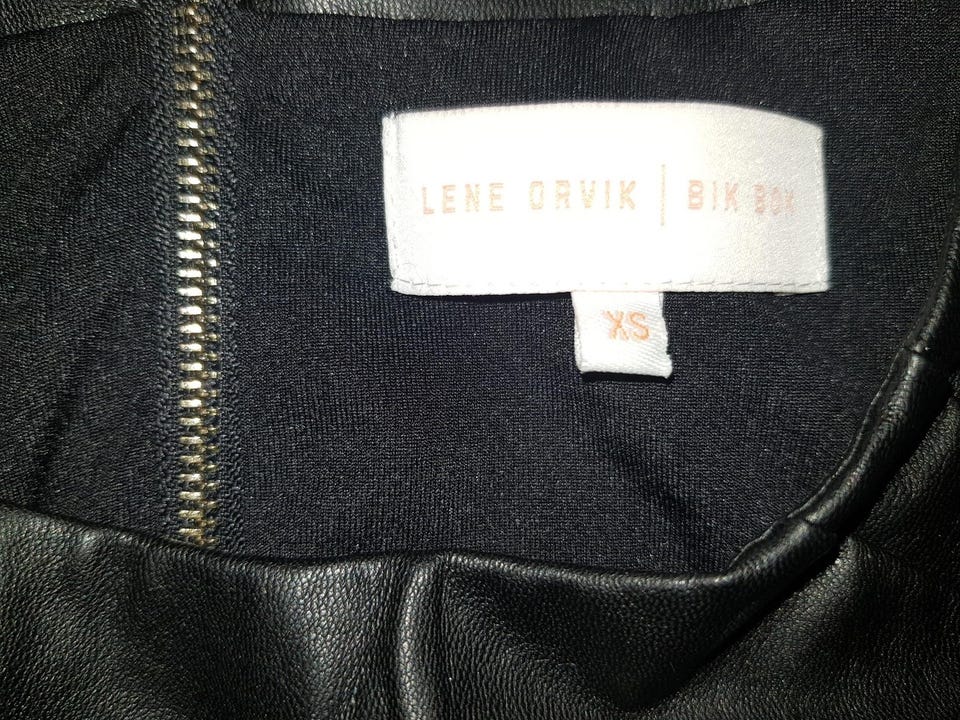 LENE ORVIK | BIK BOK
XS